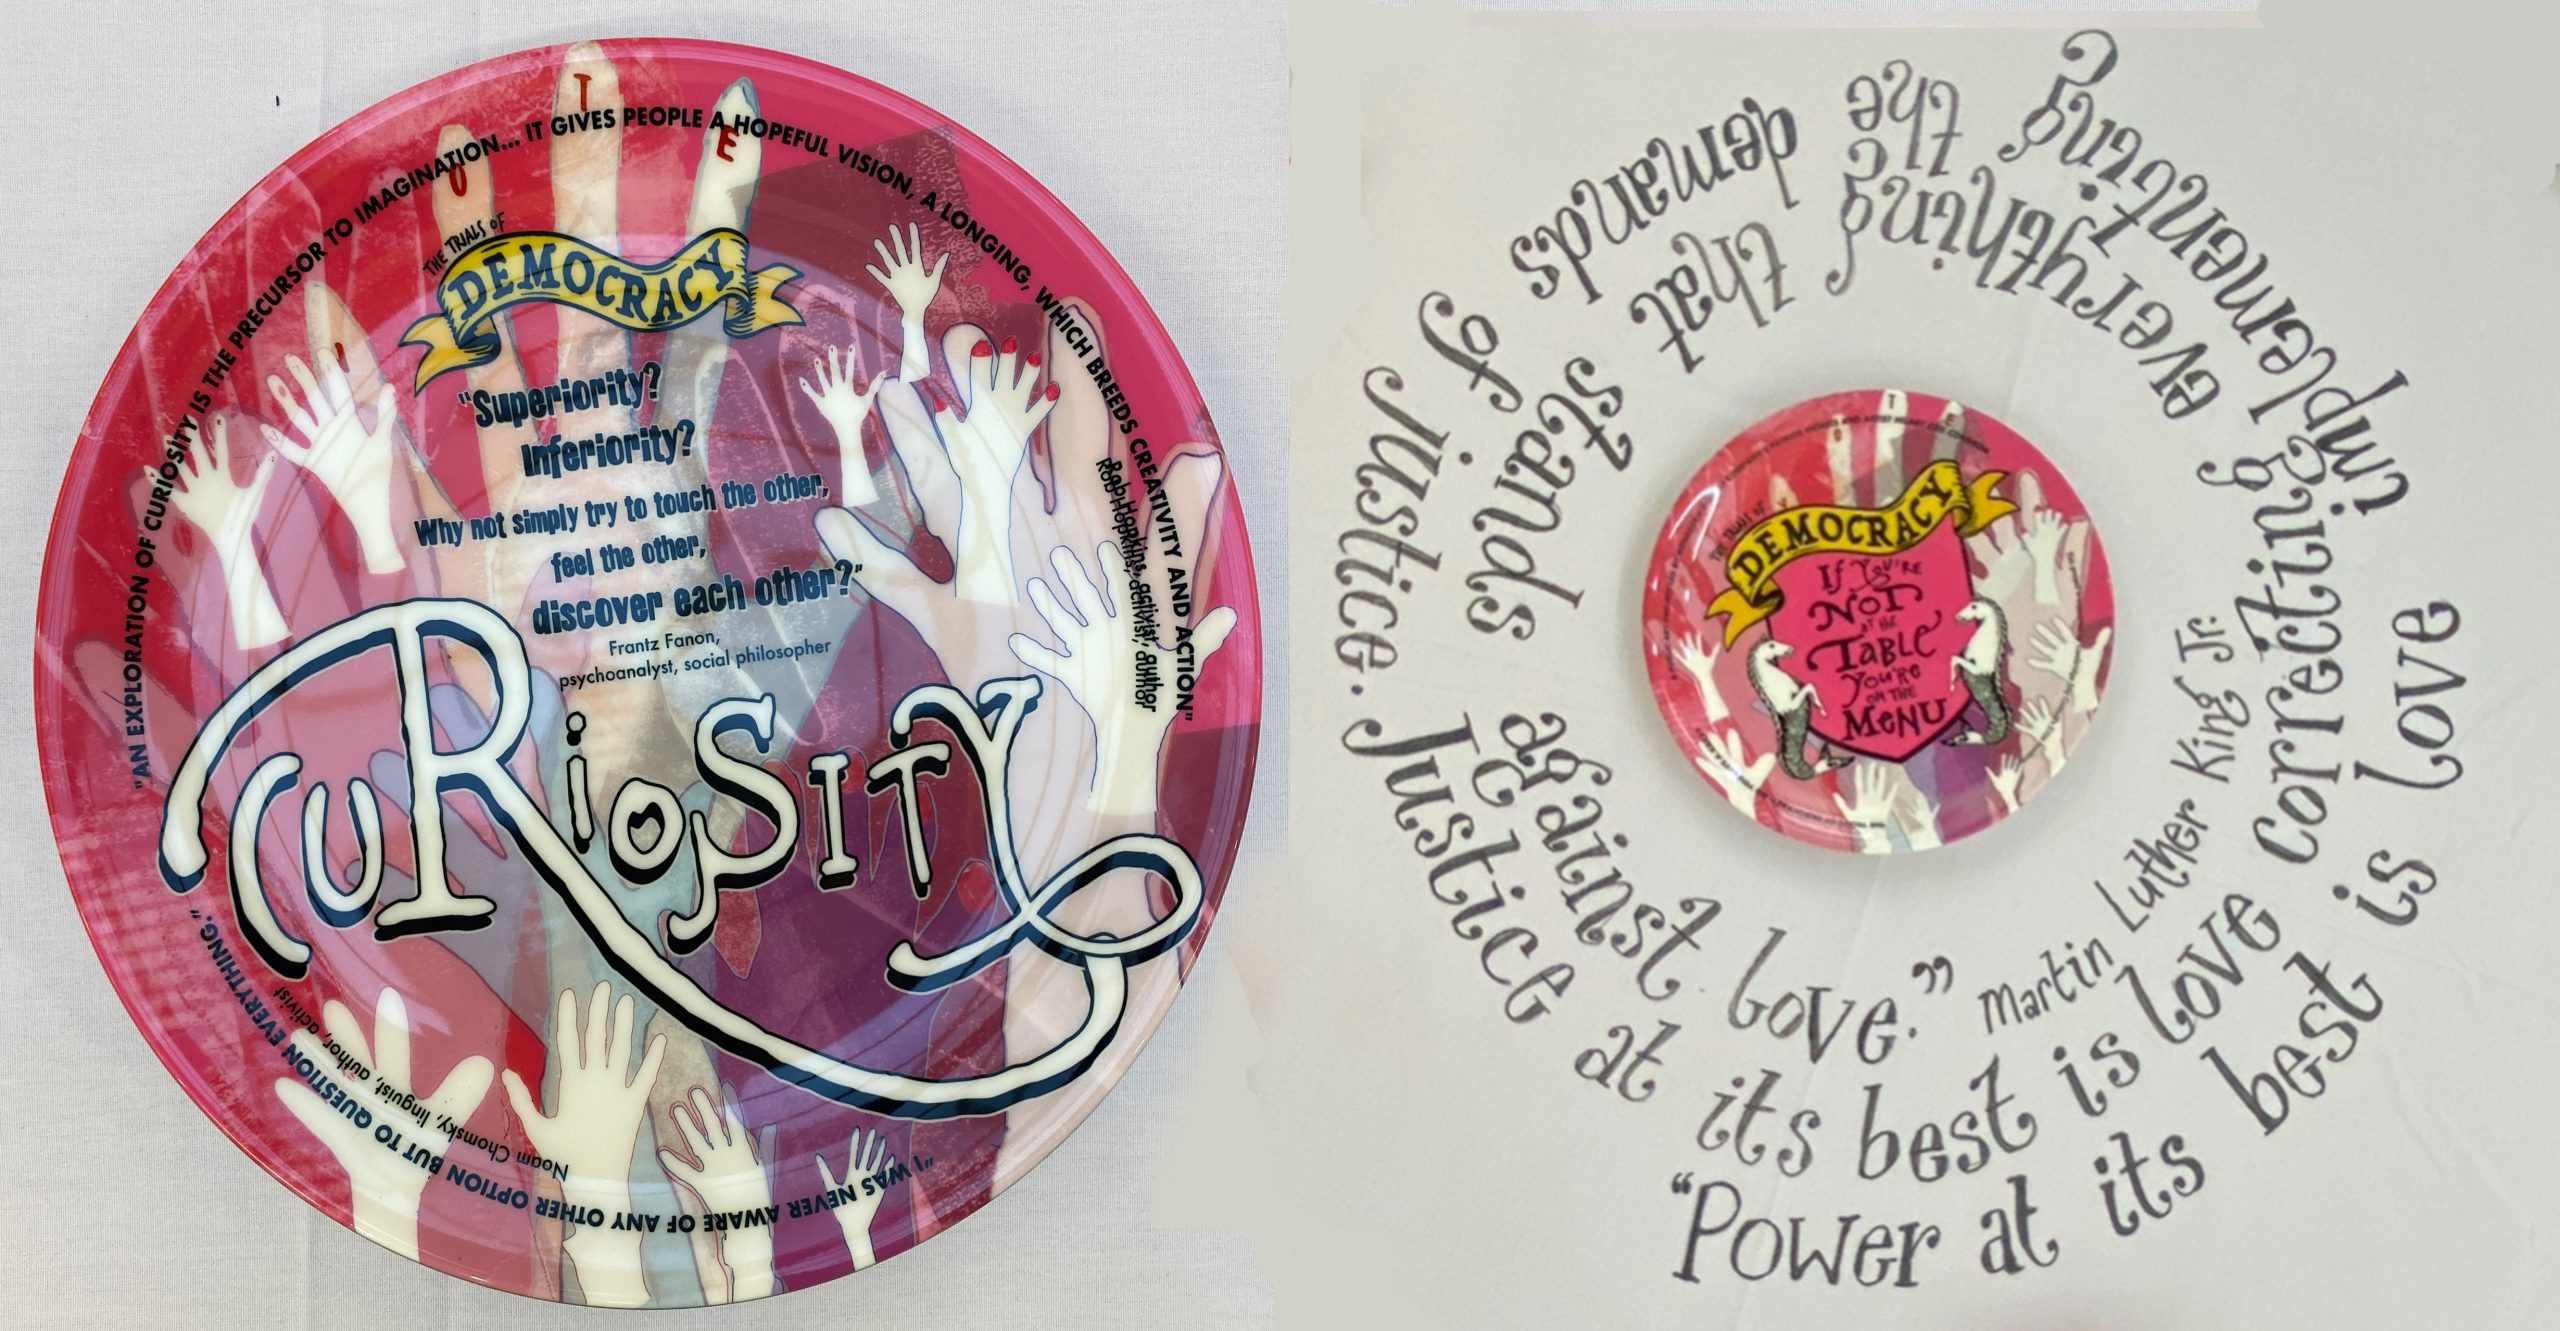 "AN EXPLORATION OF CURIOSITY IS THE PRECURSOR TO IMAGINATION... IT GIVES PEOPLE A HOPEFUL VISION, A LONGING, WHICH BREEDS CREATIVITY AND ACTION"
Rob Hopkins, activist, author
V O T E
THE TRIALS OF
DEMOCRACY
"Superiority?
Inferiority?
Why not simply try to touch the other,
feel the other,
discover each other?"
Frantz Fanon,
psychoanalyst, social philosopher
CURiOSITY
"I WAS NEVER AWARE OF ANY OTHER OPTION BUT TO QUESTION EVERYTHING."
Noam Chomsky, linguist, author, activist
"Power at its best is love implementing the demands of justice. Justice at its best is love correcting everything that stands against love."
Martin Luther King Jr.
T E
THE TRIALS OF
DEMOCRACY
If You're
Not
AT THE
Table
You're
ON THE
MeNU